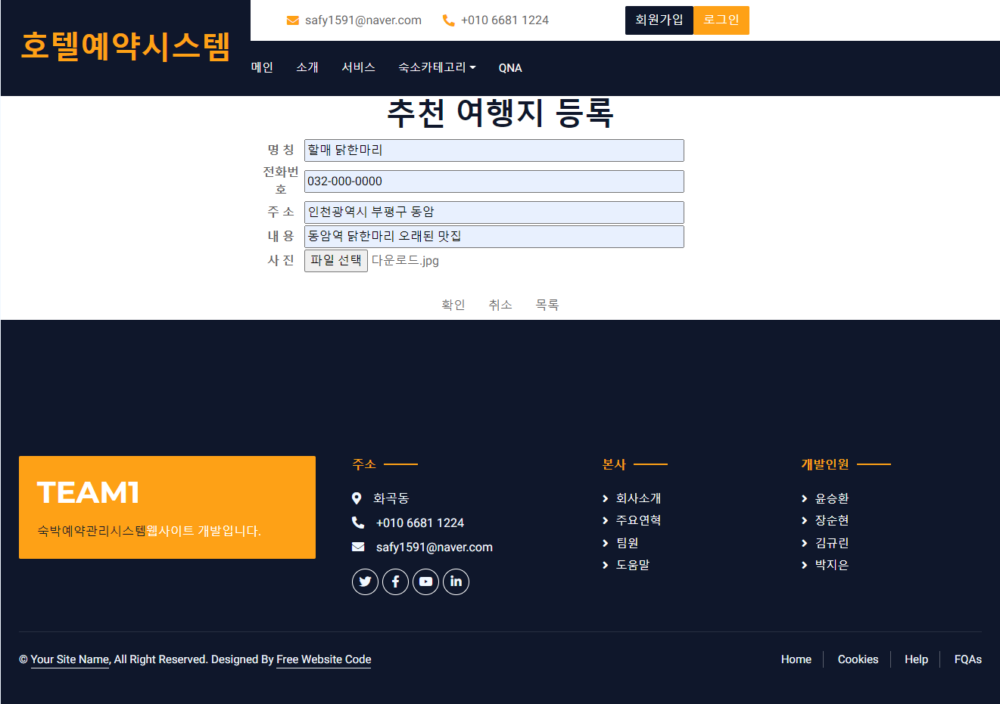 호텔예약시스템
safy1591@naver.com +010 6681 1224 회원가입 로그인
메인 소개 서비스 숙소카테고리 QNA
추천 여행지 등록
명 칭 할매 닭한마리
전화번호 032-000-0000
주 소 인천광역시 부평구 동암
내 용 동암역 닭한마리 오래된 맛집
사 진 파일 선택 다운로드.jpg
확인 취소 목록
TEAM1
숙박예약관리시스템웹사이트 개발입니다.
주소
화곡동
+010 6681 1224
safy1591@naver.com
본사
회사소개
주요연혁
팀원
도움말
개발인원
윤승환
장순현
김규린
박지은
© Your Site Name, All Right Reserved. Designed By Free Website Code
Home Cookies Help FQAs